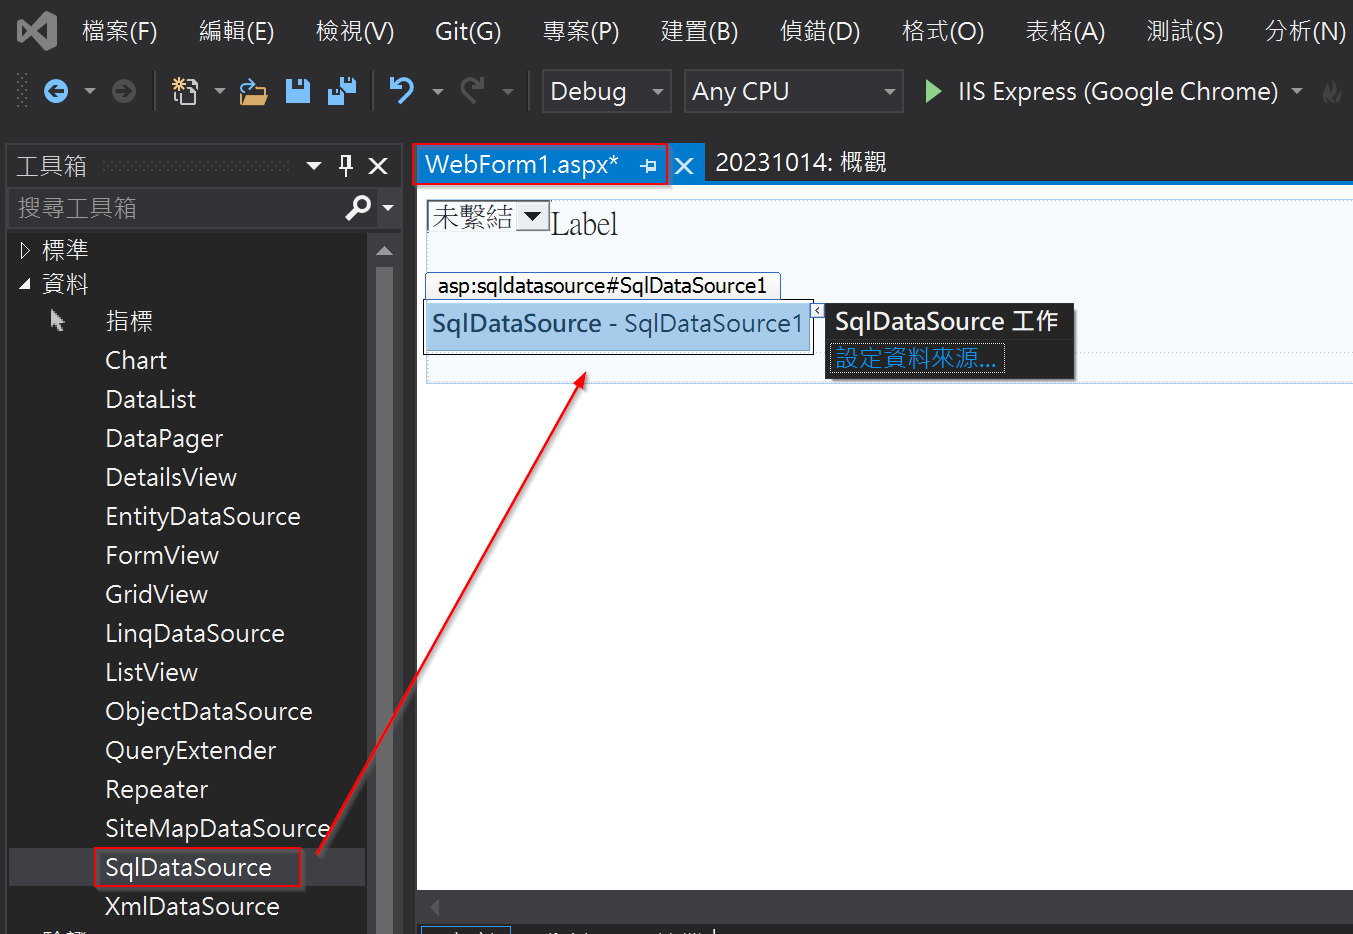 檔案(F) 編輯(E) 檢視(V) Git(G) 專案(P) 建置(B) 偵錯(D) 格式(O) 表格(A) 測試(S) 分析(N)
Debug Any CPU IIS Express (Google Chrome)
工具箱
搜尋工具箱
標準
資料
指標
Chart
DataList
DataPager
DetailsView
EntityDataSource
FormView
GridView
LinqDataSource
ListView
ObjectDataSource
QueryExtender
Repeater
SiteMapDataSource
SqlDataSource
XmlDataSource
WebForm1.aspx* 20231014: 概觀
未繫結 Label
asp:sqldatasource#SqlDataSource1
SqlDataSource - SqlDataSource1
SqlDataSource 工作
設定資料來源...